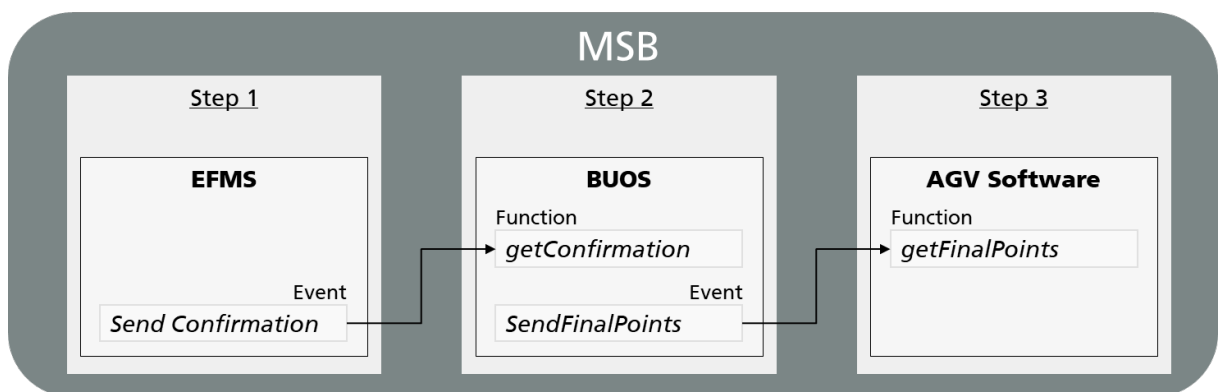 MSB
Step 1
EFMS
Event
Send Confirmation
Step 2
BUOS
Function
getConfirmation
Event
SendFinalPoints
Step 3
AGV Software
Function
getFinalPoints